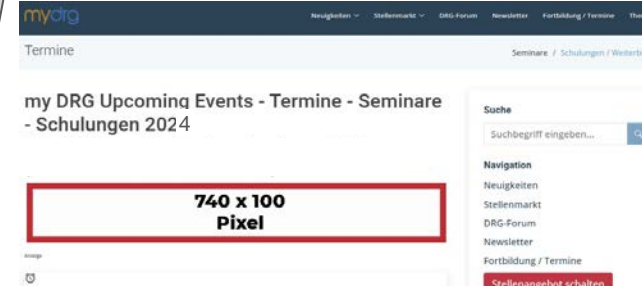 mydrg
Neuigkeiten Stellenmarkt DRG-Forum Newsletter Fortbildung / Termine
Termine
Seminare / Schulungen /
my DRG Upcoming Events - Termine - Seminare
- Schulungen 2024
740 x 100
Pixel
Anzeige
Suche
Suchbegriff eingeben...
Navigation
Neuigkeiten
Stellenmarkt
DRG-Forum
Newsletter
Fortbildung / Termine
Stellenangebot schalten